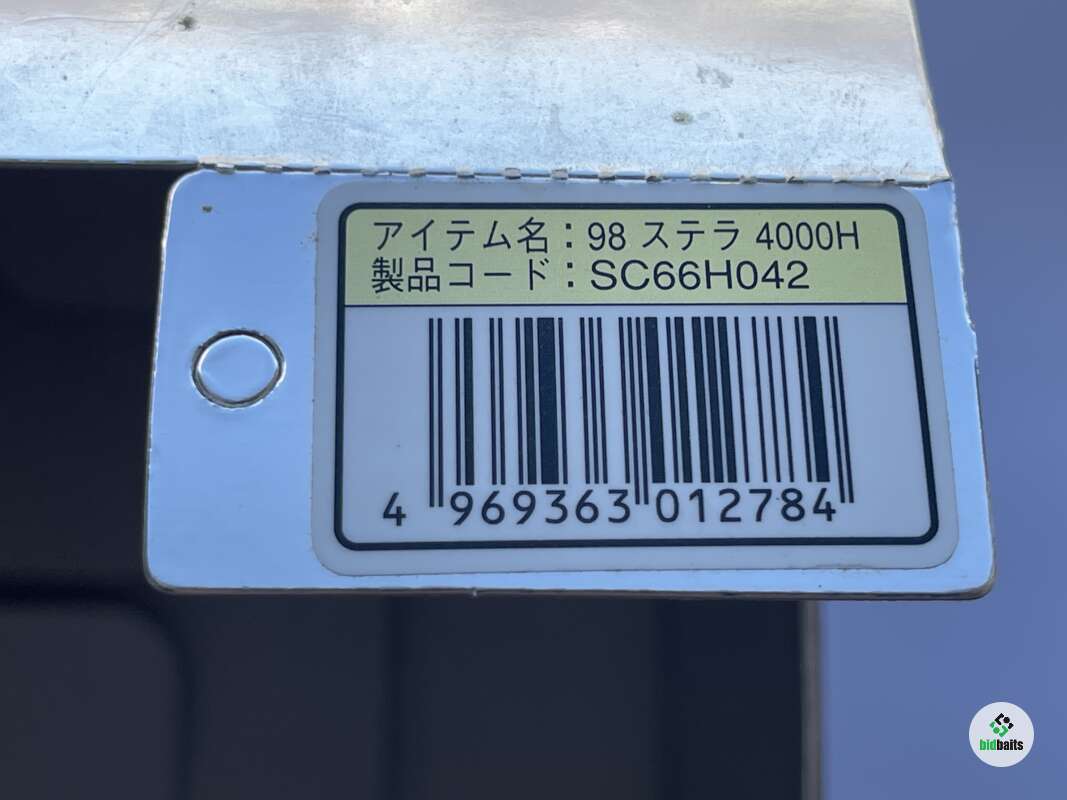 アイテム名：98 ステラ 4000H
製品コード：SC66H042
4 969363 012784
bidbaits